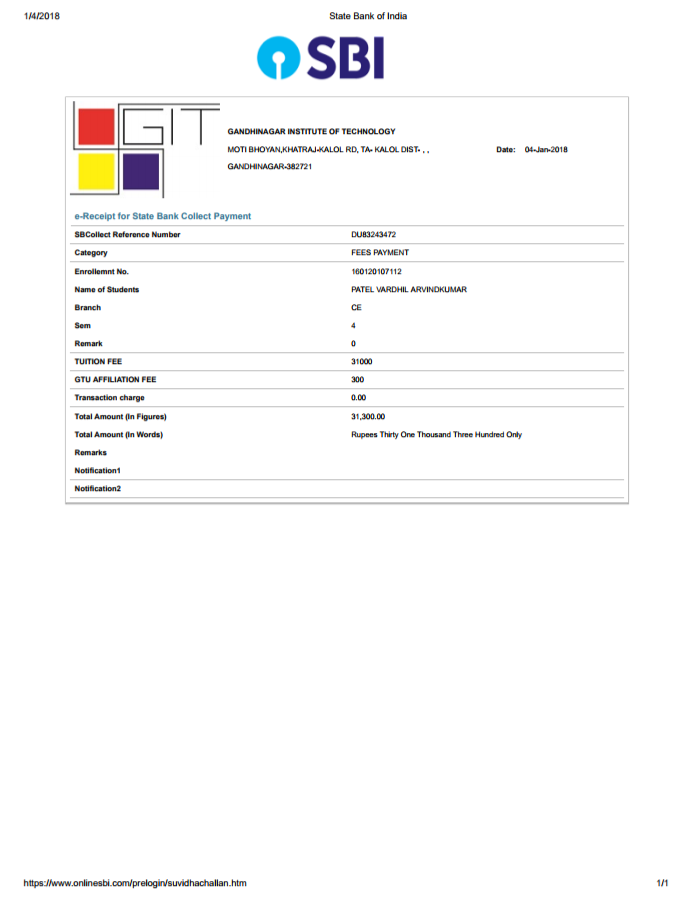 1/4/2018 State Bank of India
SBI
GIT
GANDHINAGAR INSTITUTE OF TECHNOLOGY
MOTI BHOYAN,KHATRAJ-KALOL RD, TA- KALOL DIST- , , Date: 04-Jan-2018
GANDHINAGAR-382721
e-Receipt for State Bank Collect Payment
SBCollect Reference Number DU83243472
Category FEES PAYMENT
Enrollemnt No. 160120107112
Name of Students PATEL VARDHIL ARVINDKUMAR
Branch CE
Sem 4
Remark 0
TUITION FEE 31000
GTU AFFILIATION FEE 300
Transaction charge 0.00
Total Amount (In Figures) 31,300.00
Total Amount (In Words) Rupees Thirty One Thousand Three Hundred Only
Remarks
Notification1
Notification2
https://www.onlinesbi.com/prelogin/suvidhachallan.htm 1/1